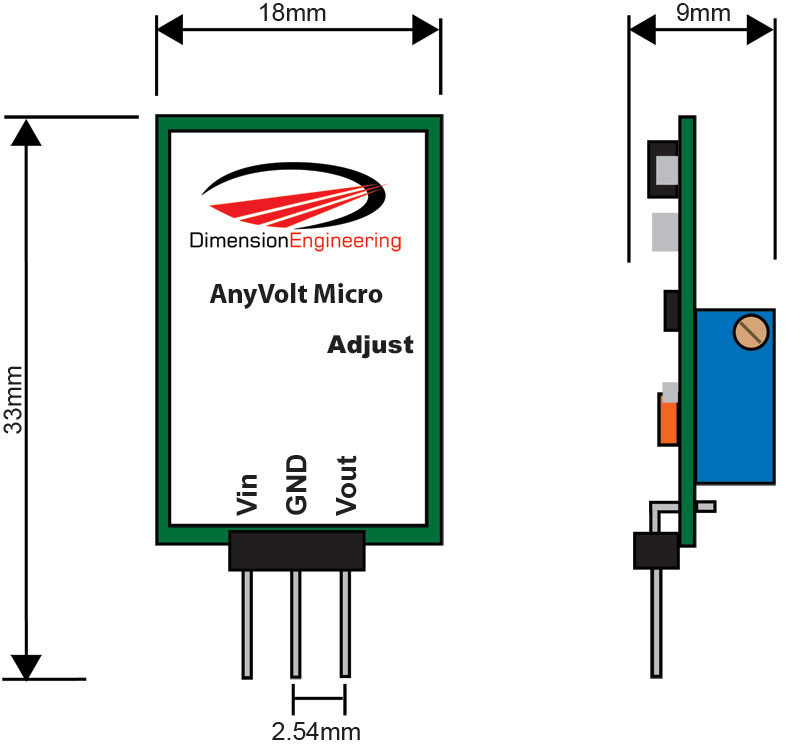 18mm
9mm
DimensionEngineering
AnyVolt Micro
Adjust
33mm
Vin
GND
Vout
2.54mm